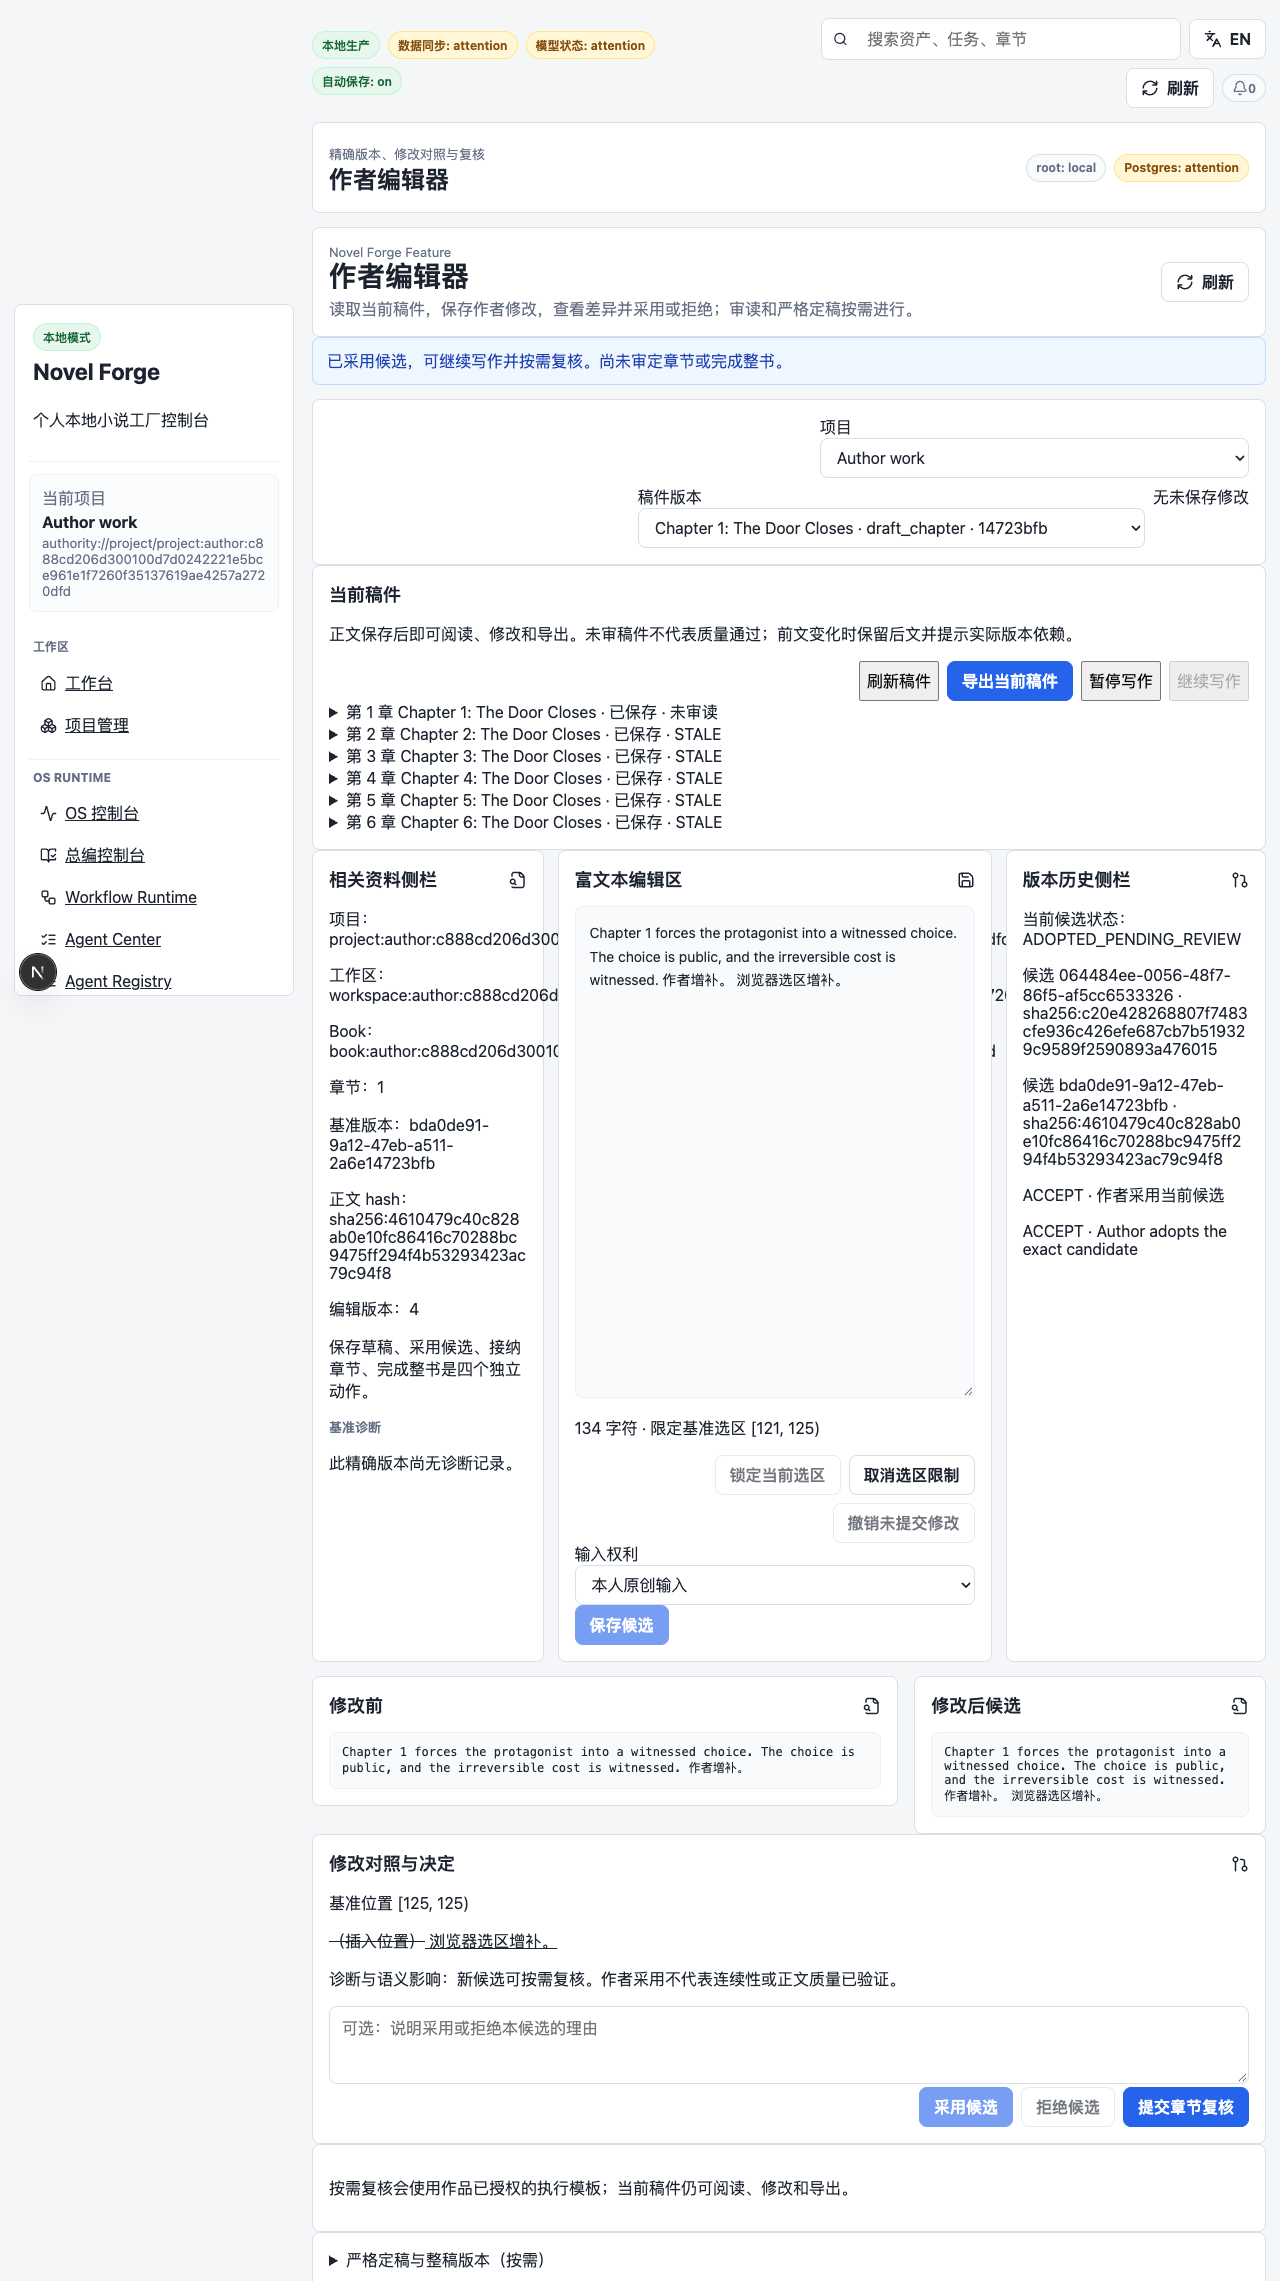 本地生产
数据同步: attention
模型状态: attention
自动保存: on
搜索资产、任务、章节
EN
刷新
0
本地模式
Novel Forge
个人本地小说工厂控制台
当前项目
Author work
authority://project/project:author:c8
88cd206d300100d7d0242221e5bc
e961e1f7260f35137619ae4257a272
0dfd
工作区
工作台
项目管理
OS RUNTIME
OS 控制台
总编控制台
Workflow Runtime
Agent Center
Agent Registry
N
精确版本、修改对照与复核
作者编辑器
root: local
Postgres: attention
Novel Forge Feature
作者编辑器
读取当前稿件，保存作者修改，查看差异并采用或拒绝；审读和严格定稿按需进行。
刷新
已采用候选，可继续写作并按需复核。尚未审定章节或完成整书。
项目
Author work
稿件版本
Chapter 1: The Door Closes · draft_chapter · 14723bfb
无未保存修改
当前稿件
正文保存后即可阅读、修改和导出。未审稿件不代表质量通过；前文变化时保留后文并提示实际版本依赖。
刷新稿件
导出当前稿件
暂停写作
继续写作
第 1 章 Chapter 1: The Door Closes · 已保存 · 未审读
第 2 章 Chapter 2: The Door Closes · 已保存 · STALE
第 3 章 Chapter 3: The Door Closes · 已保存 · STALE
第 4 章 Chapter 4: The Door Closes · 已保存 · STALE
第 5 章 Chapter 5: The Door Closes · 已保存 · STALE
第 6 章 Chapter 6: The Door Closes · 已保存 · STALE
相关资料侧栏
项目：
project:author:c888cd206d300
工作区：
workspace:author:c888cd206d
Book：
book:author:c888cd206d30010
章节：1
基准版本：bda0de91-
9a12-47eb-a511-
2a6e14723bfb
正文 hash：
sha256:4610479c40c828
ab0e10fc86416c70288bc
9475ff294f4b53293423ac
79c94f8
编辑版本：4
保存草稿、采用候选、接纳
章节、完成整书是四个独立
动作。
基准诊断
此精确版本尚无诊断记录。
富文本编辑区
Chapter 1 forces the protagonist into a witnessed choice.
The choice is public, and the irreversible cost is
witnessed. 作者增补。 浏览器选区增补。
134 字符 · 限定基准选区 [121, 125)
锁定当前选区
取消选区限制
撤销未提交修改
输入权利
本人原创输入
保存候选
版本历史侧栏
当前候选状态：
ADOPTED_PENDING_REVIEW
候选 064484ee-0056-48f7-
86f5-af5cc6533326 ·
sha256:c20e428268807f7483
cfe936c426efe687cb7b51932
9c9589f2590893a476015
候选 bda0de91-9a12-47eb-
a511-2a6e14723bfb ·
sha256:4610479c40c828ab0
e10fc86416c70288bc9475ff2
94f4b53293423ac79c94f8
ACCEPT · 作者采用当前候选
ACCEPT · Author adopts the
exact candidate
修改前
Chapter 1 forces the protagonist into a witnessed choice. The choice is
public, and the irreversible cost is witnessed. 作者增补。
修改后候选
Chapter 1 forces the protagonist into a
witnessed choice. The choice is public,
and the irreversible cost is witnessed.
作者增补。 浏览器选区增补。
修改对照与决定
基准位置 [125, 125)
（插入位置） 浏览器选区增补。
诊断与语义影响：新候选可按需复核。作者采用不代表连续性或正文质量已验证。
可选：说明采用或拒绝本候选的理由
采用候选
拒绝候选
提交章节复核
按需复核会使用作品已授权的执行模板；当前稿件仍可阅读、修改和导出。
严格定稿与整稿版本（按需）